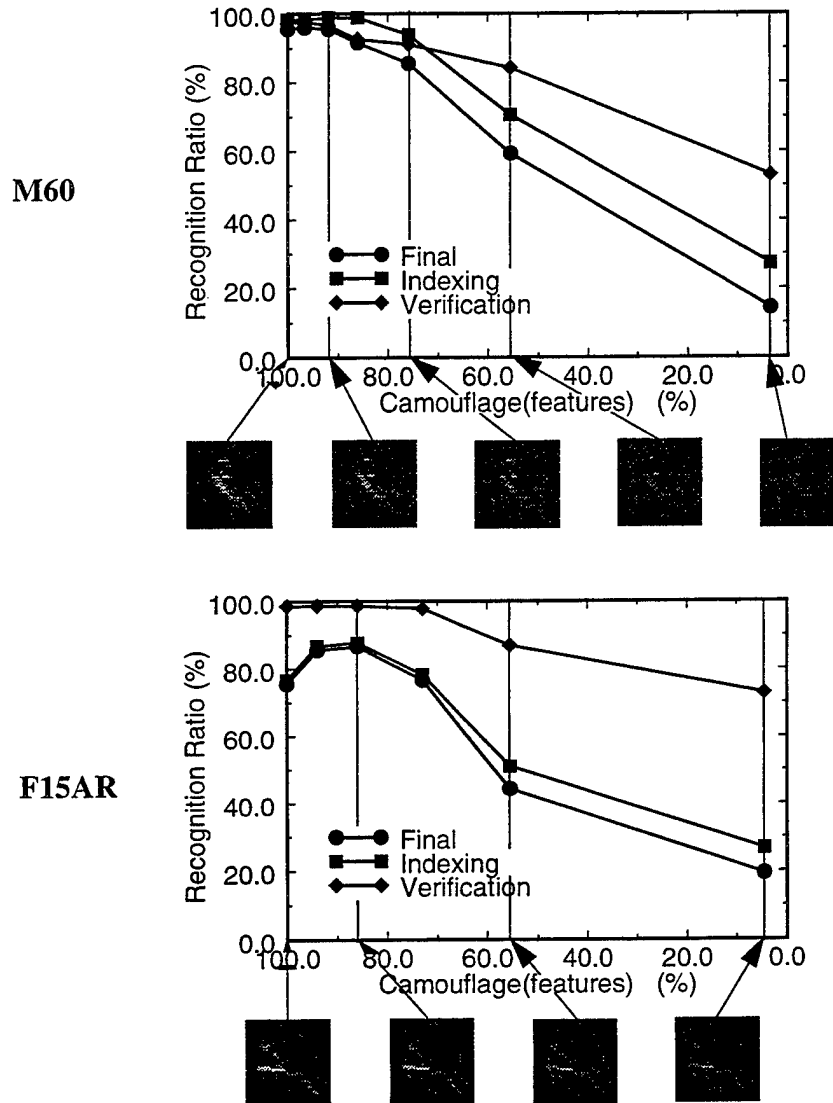 M60
Recognition Ratio (%)
100.0
80.0
60.0
40.0
20.0
0.0
Final
Indexing
Verification
100.0 80.0 60.0 40.0 20.0 0.0
Camouflage(features) (%)
F15AR
Recognition Ratio (%)
100.0
80.0
60.0
40.0
20.0
0.0
Final
Indexing
Verification
100.0 80.0 60.0 40.0 20.0 0.0
Camouflage(features) (%)